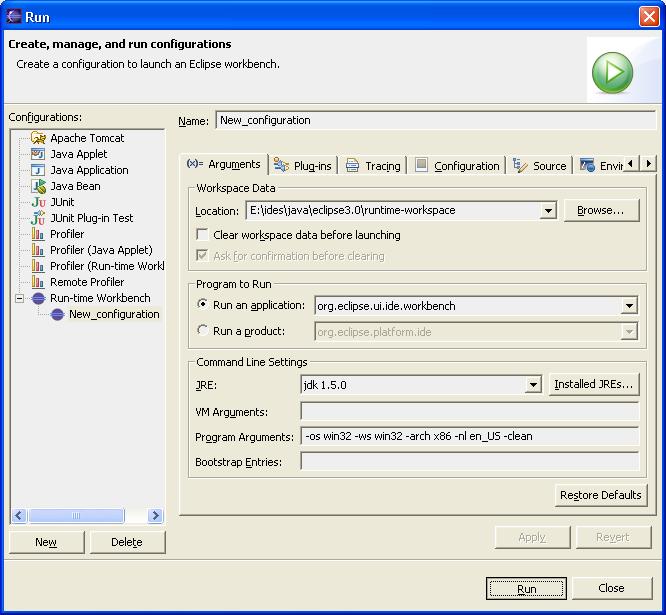 Run
Create, manage, and run configurations
Create a configuration to launch an Eclipse workbench.
Configurations:
Apache Tomcat
Java Applet
Java Application
Java Bean
JUnit
JUnit Plug-in Test
Profiler
Profiler (Java Applet)
Profiler (Run-time Work
Remote Profiler
Run-time Workbench
New_configuration
New
Delete
Name: New_configuration
(x)= Arguments Plug-ins Tracing Configuration Source Envir
Workspace Data
Location: E:\ides\java\eclipse3.0\runtime-workspace Browse...
Clear workspace data before launching
Ask for confirmation before clearing
Program to Run
Run an application: org.eclipse.ui.ide.workbench
Run a product: org.eclipse.platform.ide
Command Line Settings
JRE: jdk 1.5.0 Installed JREs...
VM Arguments:
Program Arguments: -os win32 -ws win32 -arch x86 -nl en_US -clean
Bootstrap Entries:
Restore Defaults
Apply Revert
Run Close